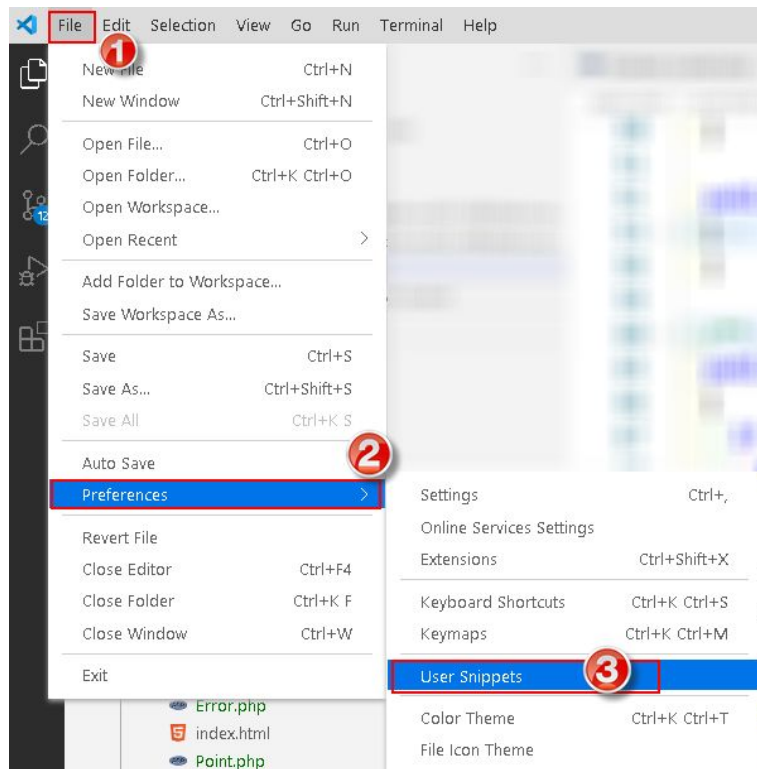 File Edit Selection View Go Run Terminal Help
1
New File Ctrl+N
New Window Ctrl+Shift+N
Open File... Ctrl+O
Open Folder... Ctrl+K Ctrl+O
Open Workspace...
12
Open Recent >
Add Folder to Workspace...
Save Workspace As...
Save Ctrl+S
Save As... Ctrl+Shift+S
Save All Ctrl+K S
2
Auto Save
Preferences >
Revert File
Close Editor Ctrl+F4
Close Folder Ctrl+K F
Close Window Ctrl+W
Exit
Settings Ctrl+,
Online Services Settings
Extensions Ctrl+Shift+X
Keyboard Shortcuts Ctrl+K Ctrl+S
Keymaps Ctrl+K Ctrl+M
User Snippets 3
Color Theme Ctrl+K Ctrl+T
File Icon Theme
Error.php
index.html
Point.php